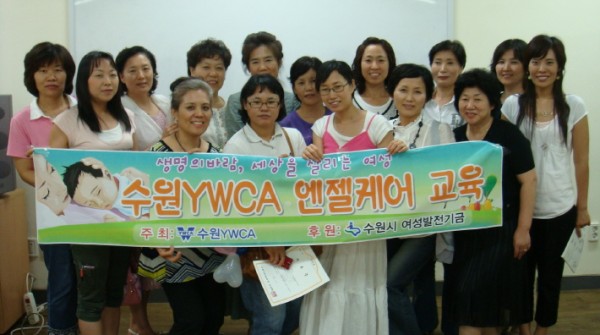 생명의바람, 세상을 살리는 여성
수원YWCA 엔젤케어 교육
주최: YWCA 수원YWCA 후원: 수원시 여성발전기금